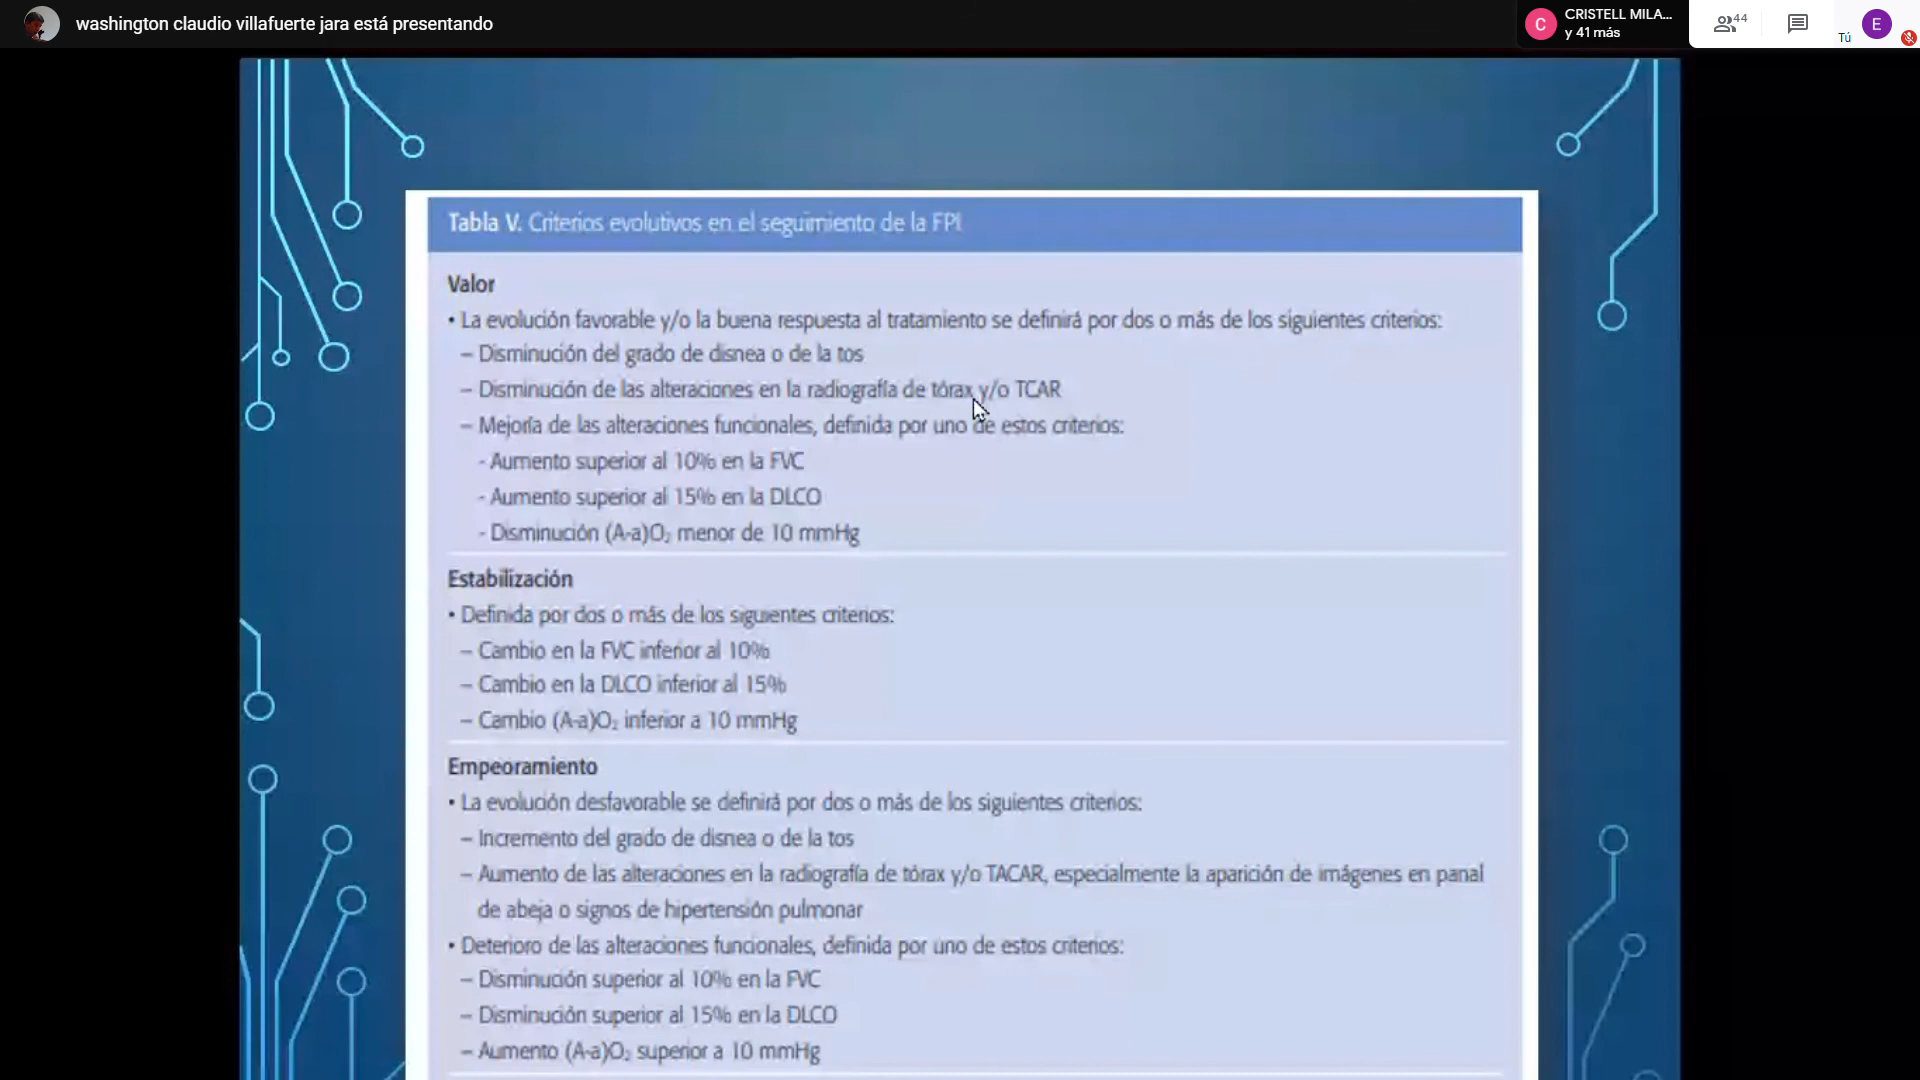 washington claudio villafuerte jara está presentando
C
CRISTELL MILA...
y 41 más
44
Tú
E
Tabla V. Criterios evolutivos en el seguimiento de la FPI
Valor
• La evolución favorable y/o la buena respuesta al tratamiento se definirá por dos o más de los siguientes criterios:
– Disminución del grado de disnea o de la tos
– Disminución de las alteraciones en la radiografía de tórax y/o TCAR
– Mejoría de las alteraciones funcionales, definida por uno de estos criterios:
- Aumento superior al 10% en la FVC
- Aumento superior al 15% en la DLCO
- Disminución (A-a)O₂ menor de 10 mmHg
Estabilización
• Definida por dos o más de los siguientes criterios:
– Cambio en la FVC inferior al 10%
– Cambio en la DLCO inferior al 15%
– Cambio (A-a)O₂ inferior a 10 mmHg
Empeoramiento
• La evolución desfavorable se definirá por dos o más de los siguientes criterios:
– Incremento del grado de disnea o de la tos
– Aumento de las alteraciones en la radiografía de tórax y/o TACAR, especialmente la aparición de imágenes en panal
de abeja o signos de hipertensión pulmonar
• Deterioro de las alteraciones funcionales, definida por uno de estos criterios:
– Disminución superior al 10% en la FVC
– Disminución superior al 15% en la DLCO
– Aumento (A-a)O₂ superior a 10 mmHg